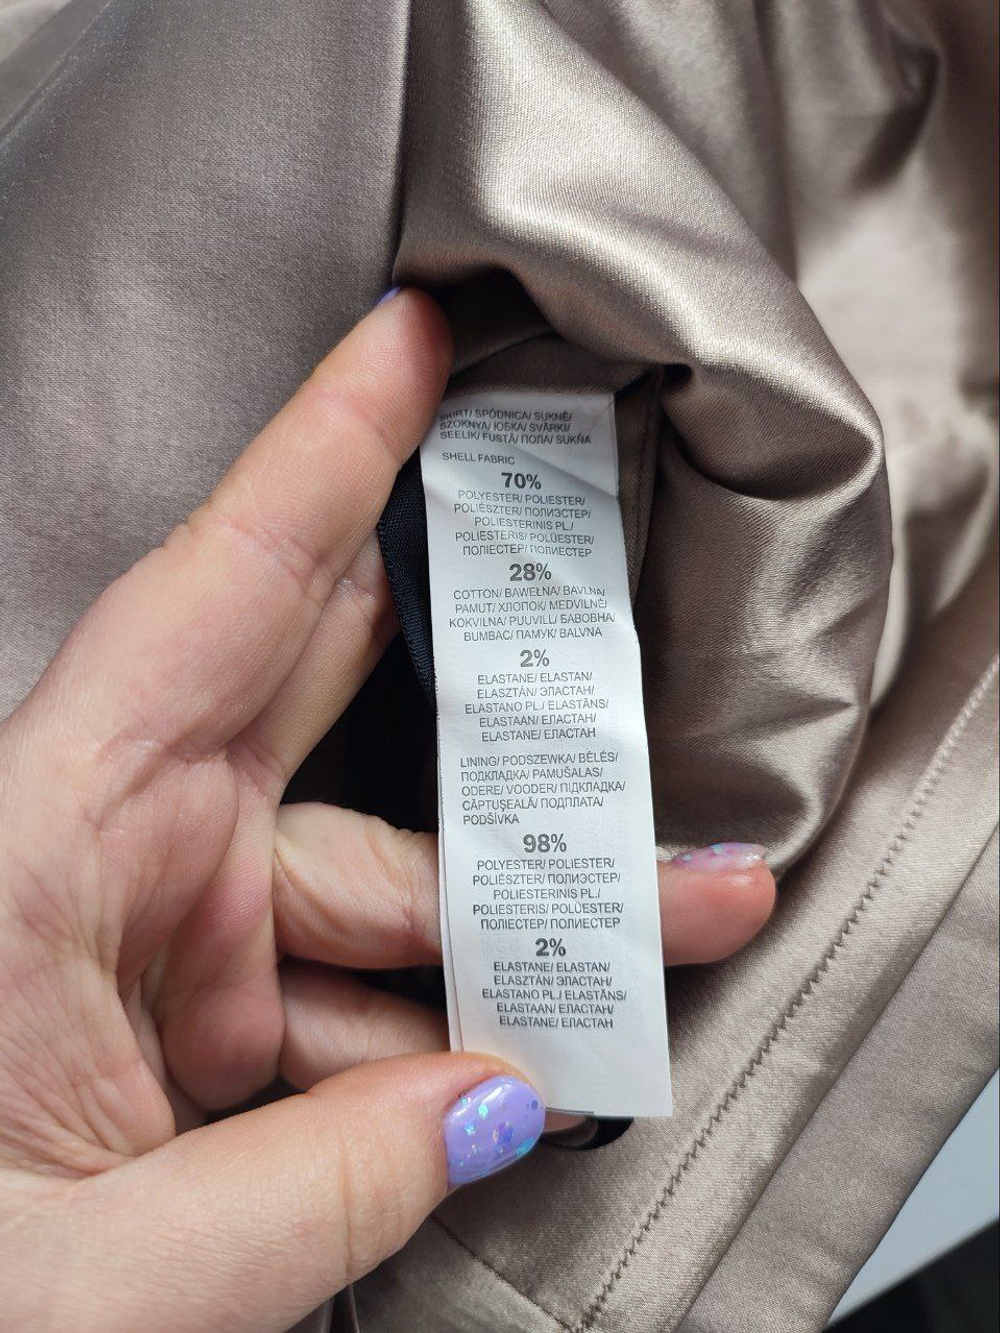 SKIRT/ SPÓDNICA/ SUKNĚ/
SZOKNYA/ ЮБКА/ SVĀRKI/
SEELIK/ FUSTĂ/ ПОЛА/ SUKŇA
SHELL FABRIC
70%
POLYESTER/ POLIESTER/
POLIÉSZTER/ ПОЛИЭСТЕР/
POLIESTERINIS PL./
POLIESTERIS/ POLÜESTER/
ПОЛІЕСТЕР/ ПОЛИЕСТЕР
28%
COTTON/ BAWEŁNA/ BAVLNA/
PAMUT/ ХЛОПОК/ MEDVILNĖ/
KOKVILNA/ PUUVILL/ БАВОВНА/
BUMBAC/ ПАМУК/ BALVNA
2%
ELASTANE/ ELASTAN/
ELASZTÁN/ ЭЛАСТАН/
ELASTANO PL./ ELASTĀNS/
ELASTAAN/ ЕЛАСТАН/
ELASTANE/ ЕЛАСТАН
LINING/ PODSZEWKA/ BÉLÉS/
ПОДКЛАДКА/ PAMUŠALAS/
ODERE/ VOODER/ ПІДКЛАДКА/
CĂPTUŞEALĂ/ ПОДПЛАТА/
PODŠÍVKA
98%
POLYESTER/ POLIESTER/
POLIÉSZTER/ ПОЛИЭСТЕР/
POLIESTERINIS PL./
POLIESTERIS/ POLÜESTER/
ПОЛІЕСТЕР/ ПОЛИЕСТЕР
2%
ELASTANE/ ELASTAN/
ELASZTÁN/ ЭЛАСТАН/
ELASTANO PL./ ELASTĀNS/
ELASTAAN/ ЕЛАСТАН/
ELASTANE/ ЕЛАСТАН